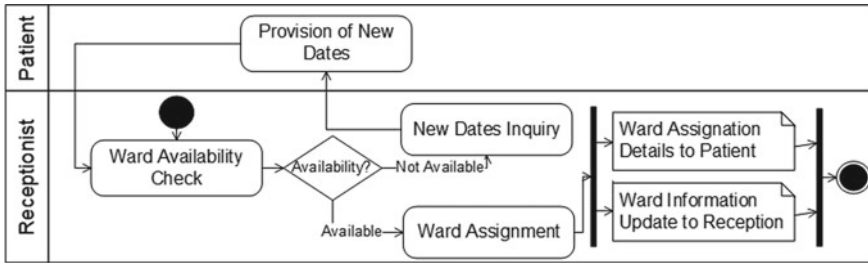 Patient
Provision of New
Dates
Receptionist
Ward Availability
Check
Availability?
Not Available
New Dates Inquiry
Available
Ward Assignment
Ward Assignation
Details to Patient
Ward Information
Update to Reception